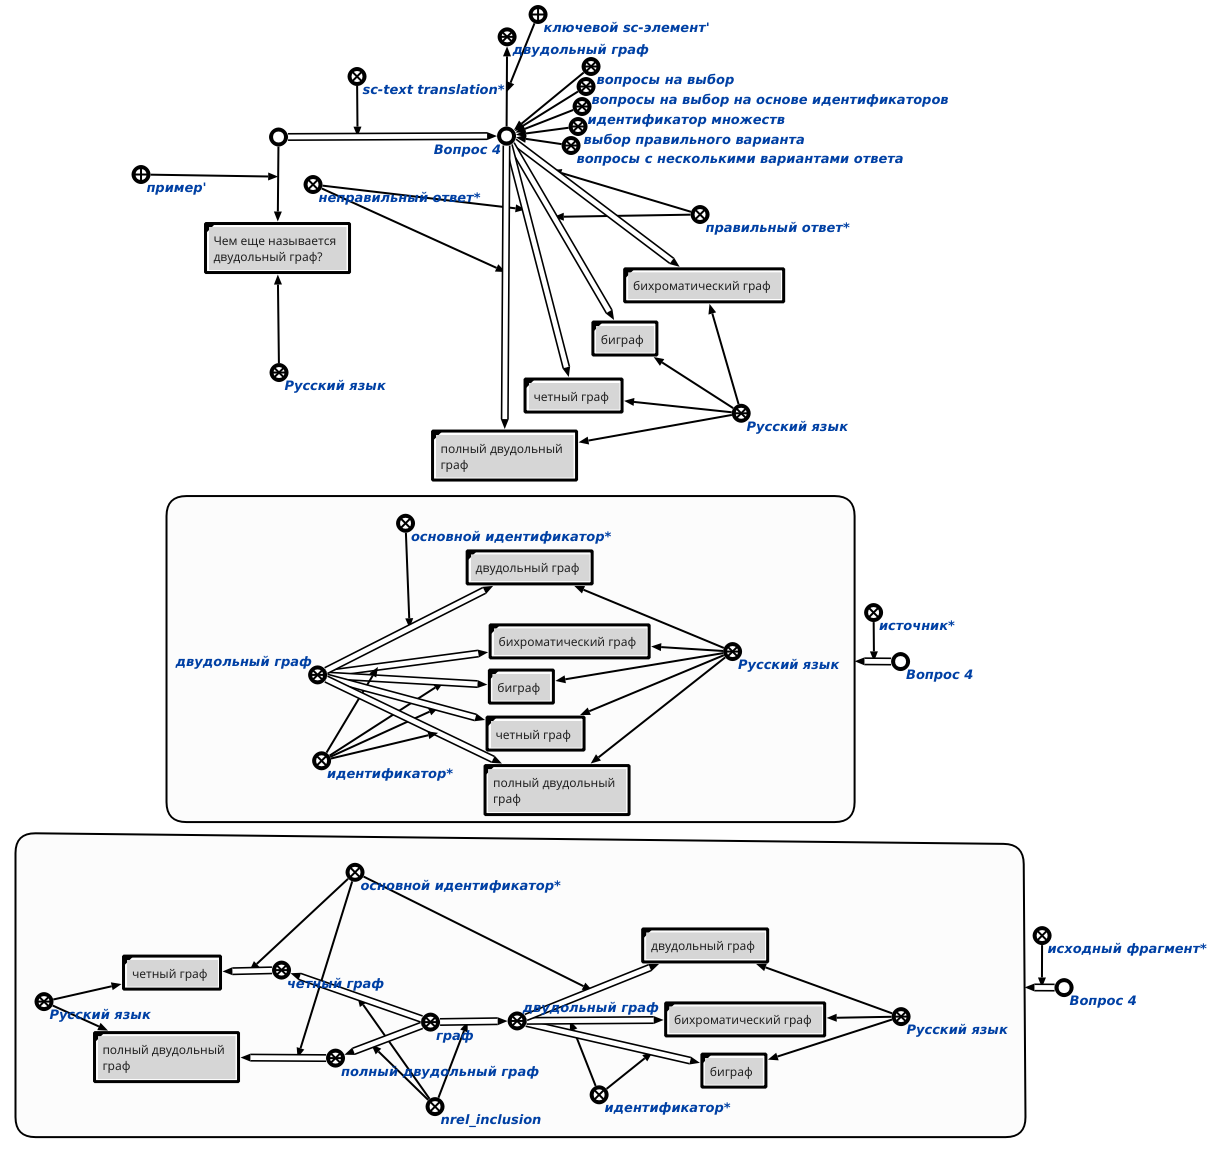 ключевой sc-элемент'
двудольный граф
вопросы на выбор
sc-text translation*
вопросы на выбор на основе идентификаторов
идентификатор множеств
выбор правильного варианта
Вопрос 4
вопросы с несколькими вариантами ответа
пример'
неправильный ответ*
правильный ответ*
Чем еще называется
двудольный граф?
бихроматический граф
биграф
Русский язык
четный граф
Русский язык
полный двудольный
граф
основной идентификатор*
двудольный граф
источник*
бихроматический граф
двудольный граф
Русский язык
Вопрос 4
биграф
четный граф
идентификатор*
полный двудольный
граф
основной идентификатор*
двудольный граф
исходный фрагмент*
четный граф
четный граф
Вопрос 4
двудольный граф
Русский язык
бихроматический граф
Русский язык
граф
полный двудольный
граф
полный двудольный граф
биграф
идентификатор*
nrel_inclusion